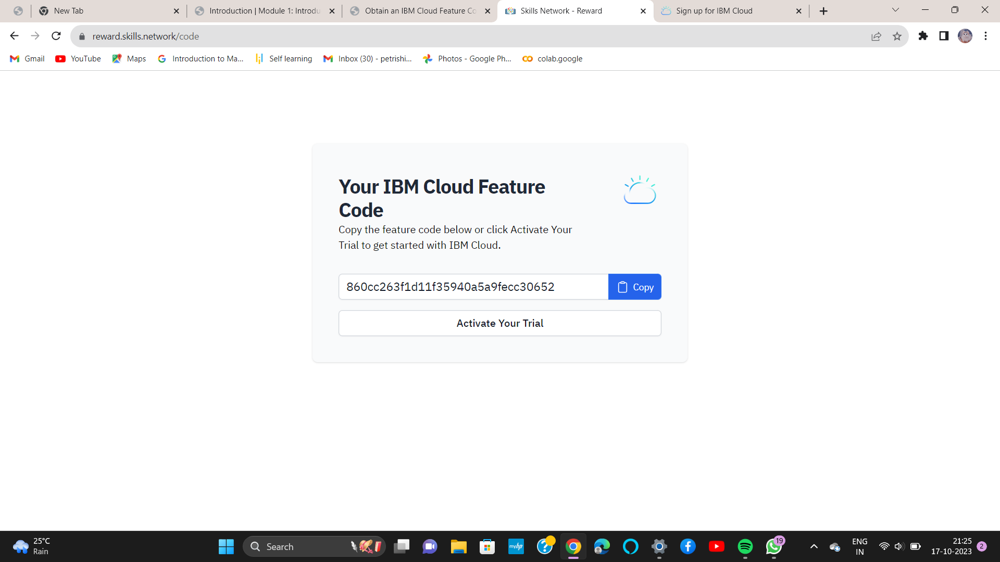 New Tab
Introduction | Module 1: Introdu
Obtain an IBM Cloud Feature Co
Skills Network - Reward
Sign up for IBM Cloud
reward.skills.network/code
Gmail
YouTube
Maps
Introduction to Ma...
Self learning
Inbox (30) - petrishi...
Photos - Google Ph...
colab.google
Your IBM Cloud Feature
Code
Copy the feature code below or click Activate Your
Trial to get started with IBM Cloud.
860cc263f1d11f35940a5a9fecc30652
Copy
Activate Your Trial
25°C
Rain
Search
myhp
19
ENG
IN
21:25
17-10-2023
2